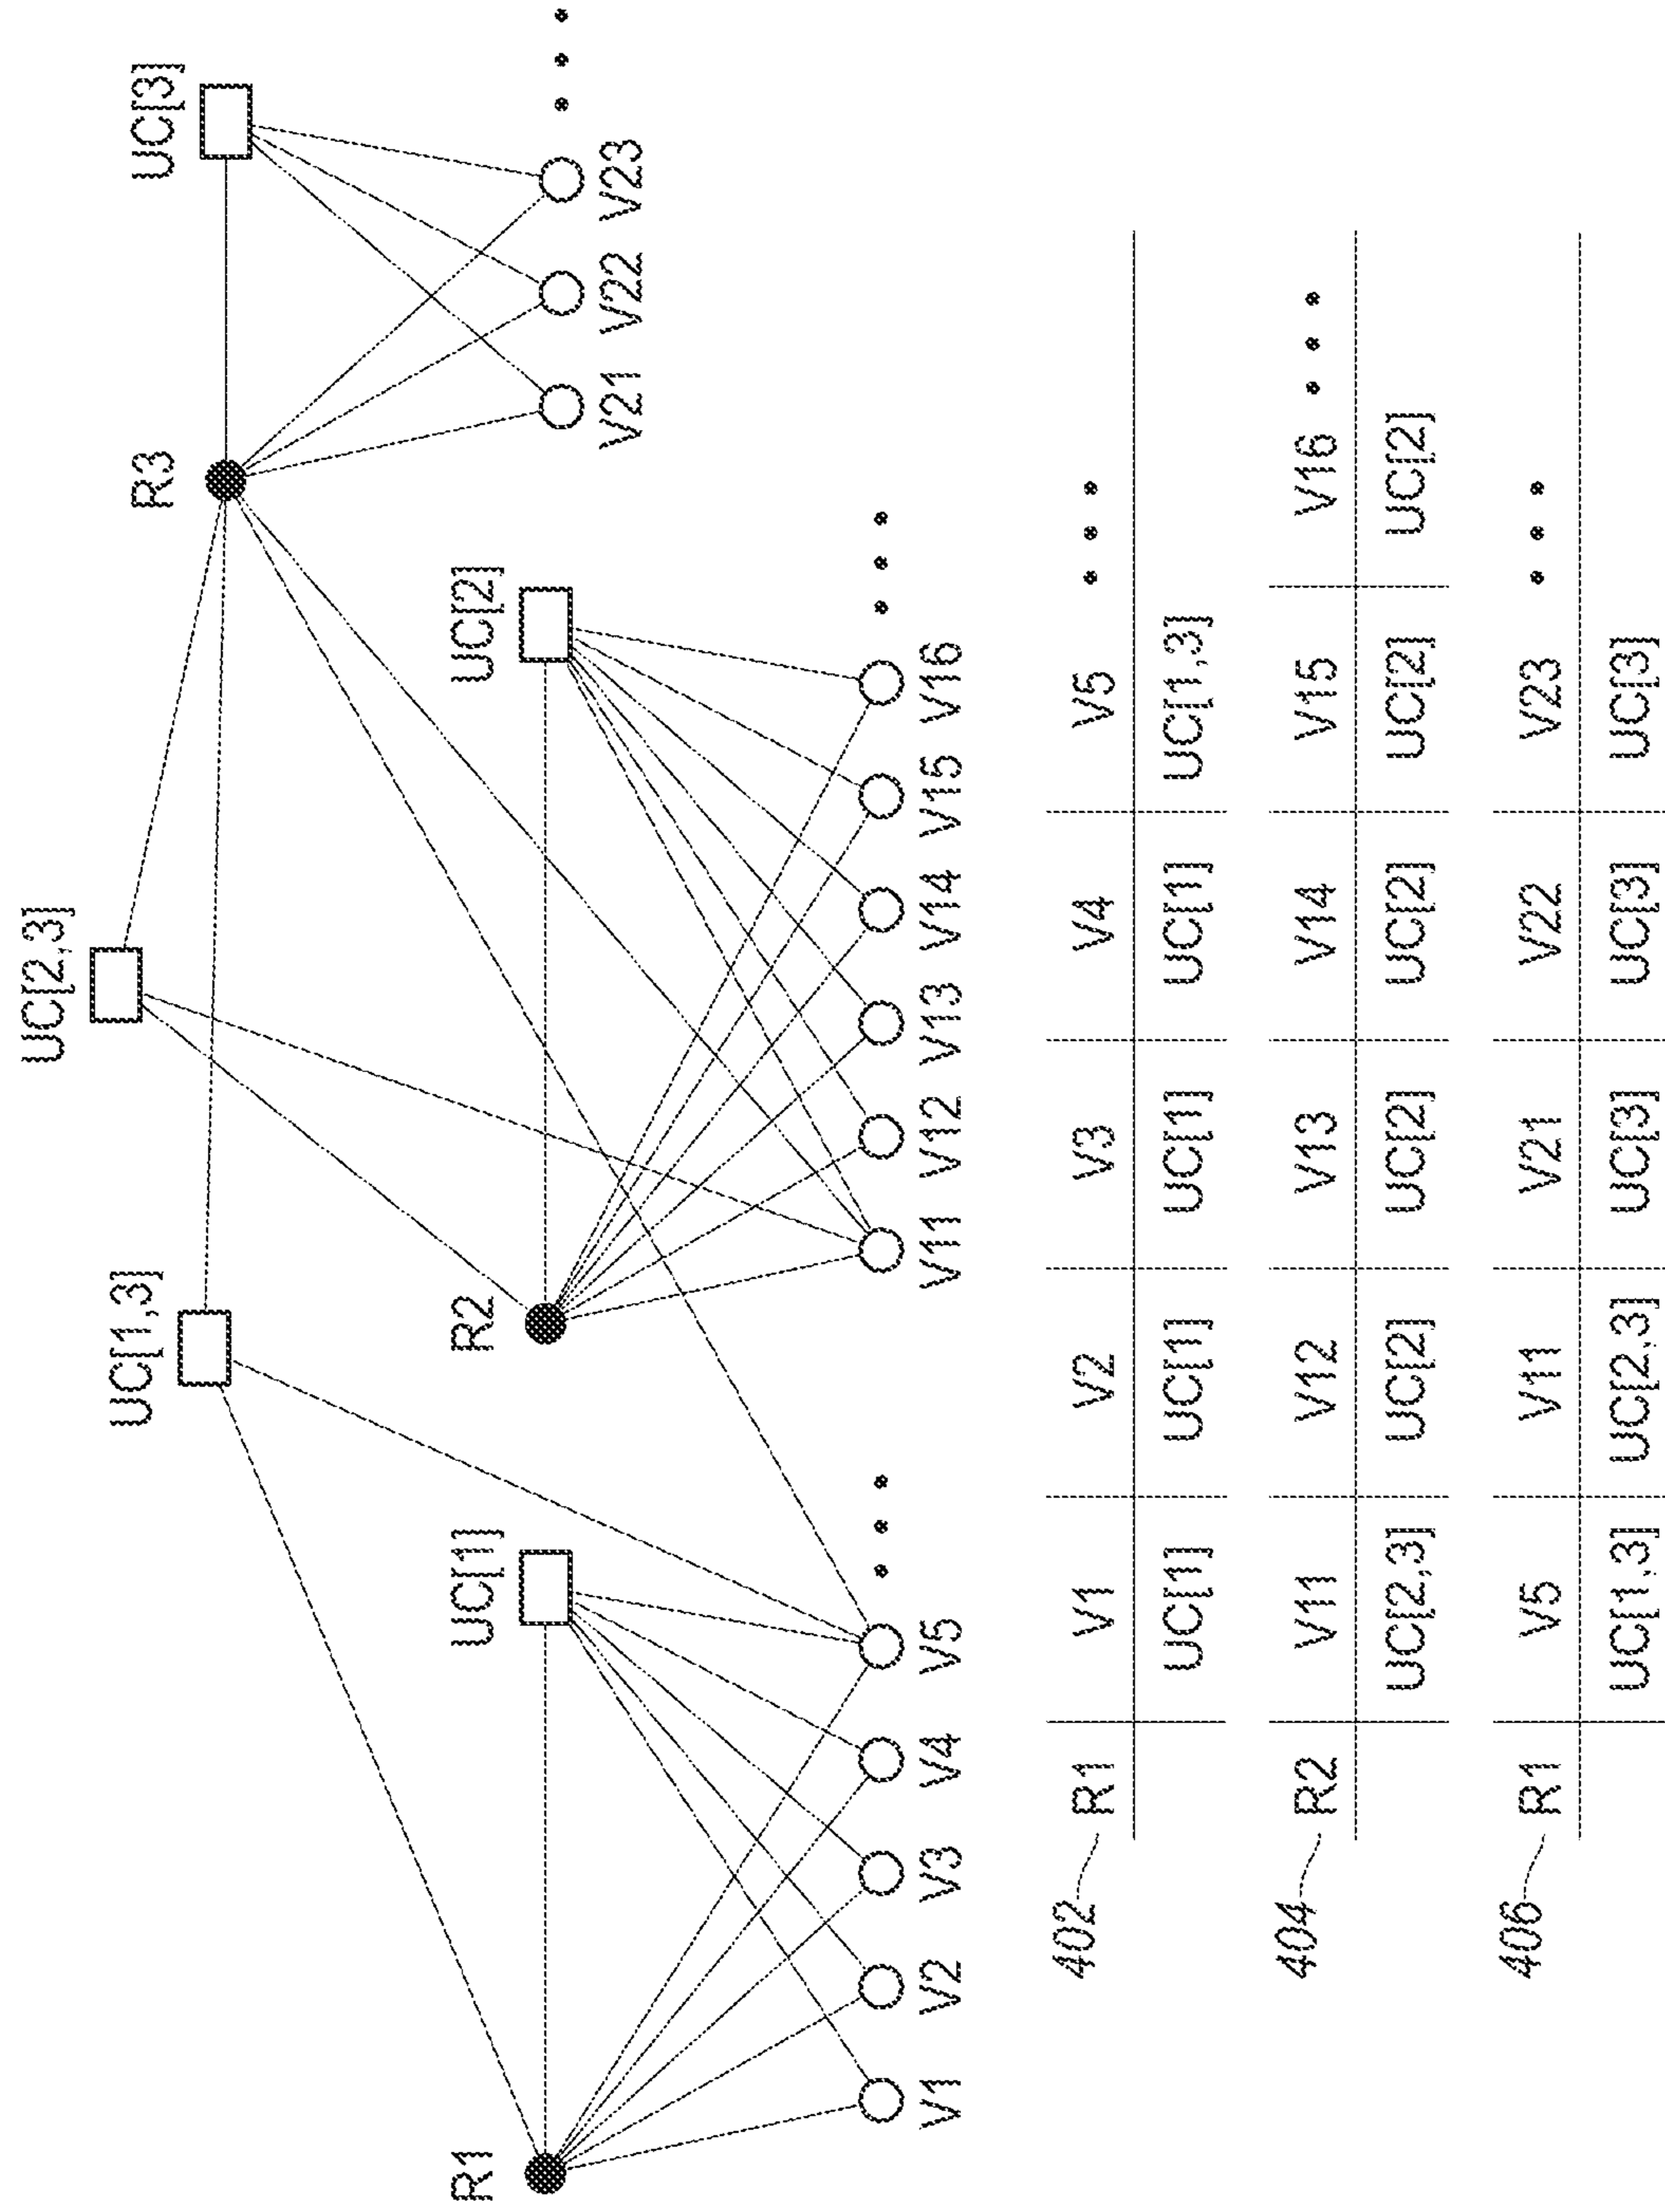 UC[2,3]
UC[1,3]
R3
UC[3]
V21 V22 V23
R1
UC[1]
R2
UC[2]
V1 V2 V3 V4 V5
V11 V12 V13 V14 V15 V16
402 R1 V1 V2 V3 V4 V5
UC[1] UC[1] UC[1] UC[1] UC[1,3]
404 R2 V11 V12 V13 V14 V15 V16
UC[2,3] UC[2] UC[2] UC[2] UC[2] UC[2]
406 R1 V5 V11 V21 V22 V23
UC[1,3] UC[2,3] UC[3] UC[3] UC[3]